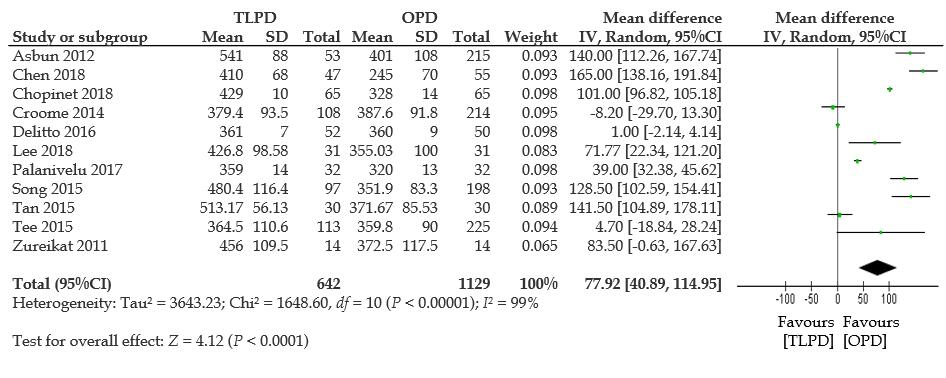 TLPD OPD Mean difference Mean difference
Study or subgroup Mean SD Total Mean SD Total Weight IV, Random, 95%CI IV, Random, 95%CI
Asbun 2012 541 88 53 401 108 215 0.093 140.00 [112.26, 167.74]
Chen 2018 410 68 47 245 70 55 0.093 165.00 [138.16, 191.84]
Chopinet 2018 429 10 65 328 14 65 0.098 101.00 [96.82, 105.18]
Croome 2014 379.4 93.5 108 387.6 91.8 214 0.095 -8.20 [-29.70, 13.30]
Delitto 2016 361 7 52 360 9 50 0.098 1.00 [-2.14, 4.14]
Lee 2018 426.8 98.58 31 355.03 100 31 0.083 71.77 [22.34, 121.20]
Palanivelu 2017 359 14 32 320 13 32 0.098 39.00 [32.38, 45.62]
Song 2015 480.4 116.4 97 351.9 83.3 198 0.093 128.50 [102.59, 154.41]
Tan 2015 513.17 56.13 30 371.67 85.53 30 0.089 141.50 [104.89, 178.11]
Tee 2015 364.5 110.6 113 359.8 90 225 0.094 4.70 [-18.84, 28.24]
Zureikat 2011 456 109.5 14 372.5 117.5 14 0.065 83.50 [-0.63, 167.63]
Total (95%CI) 642 1129 100% 77.92 [40.89, 114.95]
Heterogeneity: Tau² = 3643.23; Chi² = 1648.60, df = 10 (P < 0.00001); I² = 99%
-100 -50 0 50 100
Test for overall effect: Z = 4.12 (P < 0.0001)
Favours Favours
[TLPD] [OPD]